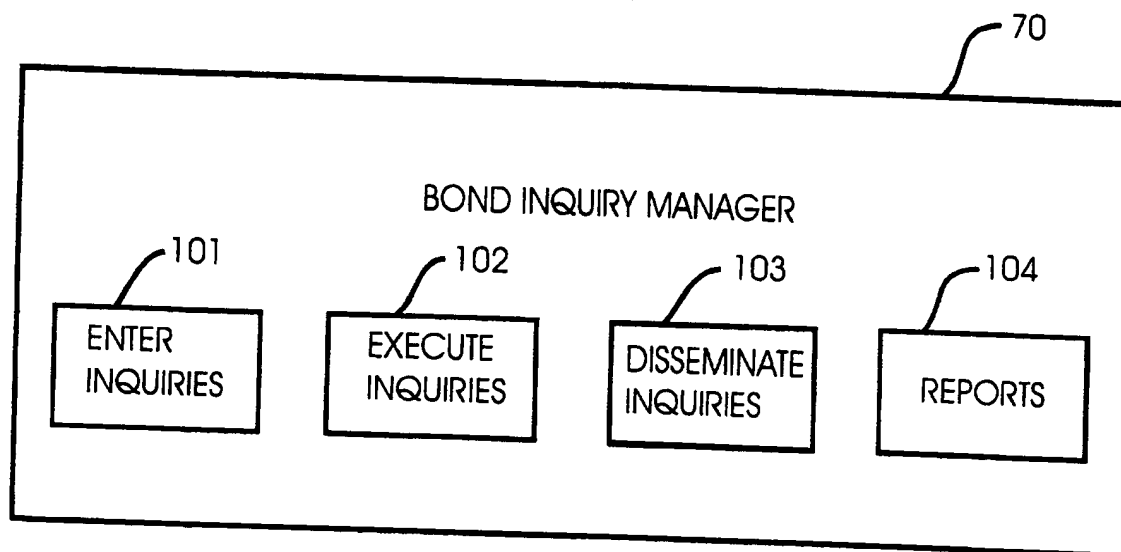 70
BOND INQUIRY MANAGER
101
102
103
104
ENTER
INQUIRIES
EXECUTE
INQUIRIES
DISSEMINATE
INQUIRIES
REPORTS